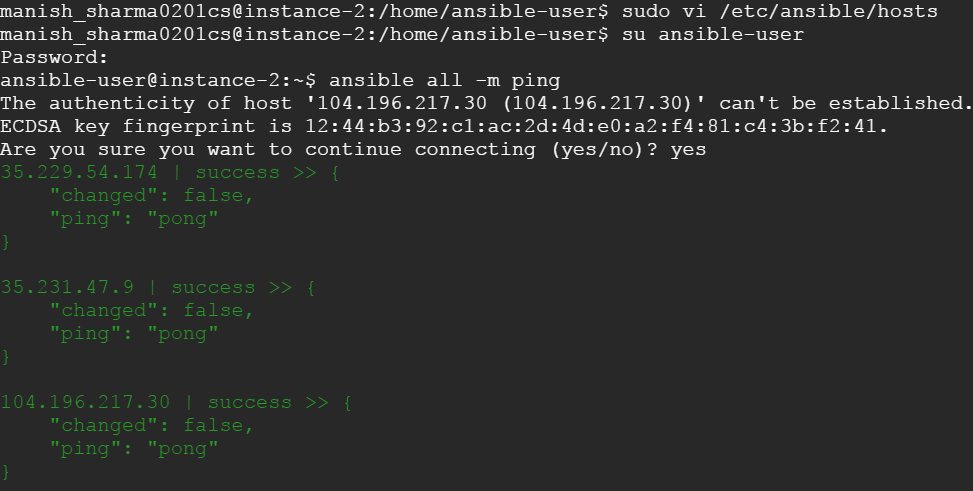 manish_sharma0201cs@instance-2:/home/ansible-user$ sudo vi /etc/ansible/hosts
manish_sharma0201cs@instance-2:/home/ansible-user$ su ansible-user
Password:
ansible-user@instance-2:~$ ansible all -m ping
The authenticity of host '104.196.217.30 (104.196.217.30)' can't be established.
ECDSA key fingerprint is 12:44:b3:92:c1:ac:2d:4d:e0:a2:f4:81:c4:3b:f2:41.
Are you sure you want to continue connecting (yes/no)? yes
35.229.54.174 | success >> {
    "changed": false,
    "ping": "pong"
}

35.231.47.9 | success >> {
    "changed": false,
    "ping": "pong"
}

104.196.217.30 | success >> {
    "changed": false,
    "ping": "pong"
}